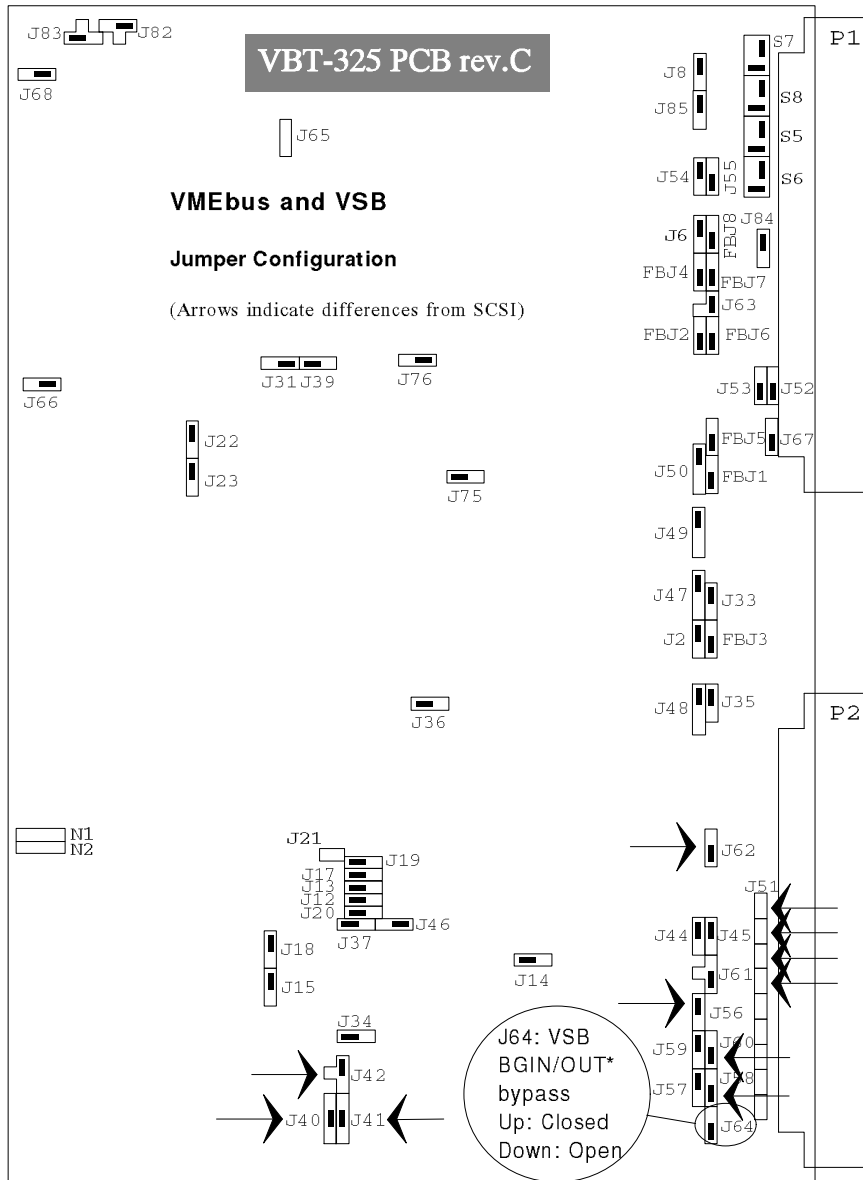 J83
J82
P1
S7
VBT-325 PCB rev.C
J8
J68
S8
J85
J65
S5
J54
J55
S6
VMEbus and VSB
J84
J6
FBJ8
Jumper Configuration
FBJ4
FBJ7
(Arrows indicate differences from SCSI)
J63
FBJ2
FBJ6
J31
J39
J76
J66
J53
J52
J22
FBJ5
J67
J50
J23
J75
FBJ1
J49
J47
J33
J2
FBJ3
J48
J35
J36
P2
N1
N2
J21
J62
J19
J17
J13
J51
J12
J20
J46
J37
J44
J45
J18
J61
J14
J15
J56
J34
J64: VSB
BGIN/OUT*
bypass
Up: Closed
Down: Open
J59
J60
J42
J57
J58
J40
J41
J64